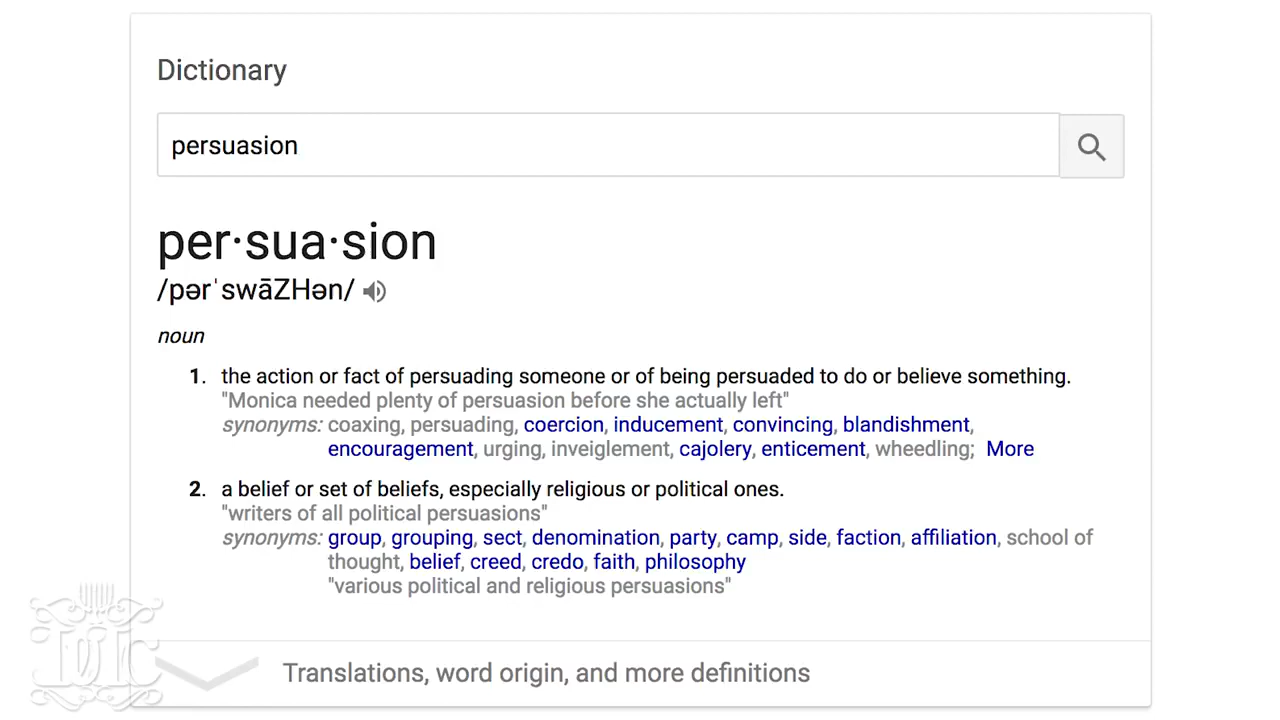 Dictionary
persuasion
per·sua·sion
/pərˈswāZHən/
noun
1. the action or fact of persuading someone or of being persuaded to do or believe something.
"Monica needed plenty of persuasion before she actually left"
synonyms: coaxing, persuading, coercion, inducement, convincing, blandishment,
encouragement, urging, inveiglement, cajolery, enticement, wheedling; More
2. a belief or set of beliefs, especially religious or political ones.
"writers of all political persuasions"
synonyms: group, grouping, sect, denomination, party, camp, side, faction, affiliation, school of
thought, belief, creed, credo, faith, philosophy
"various political and religious persuasions"
Translations, word origin, and more definitions